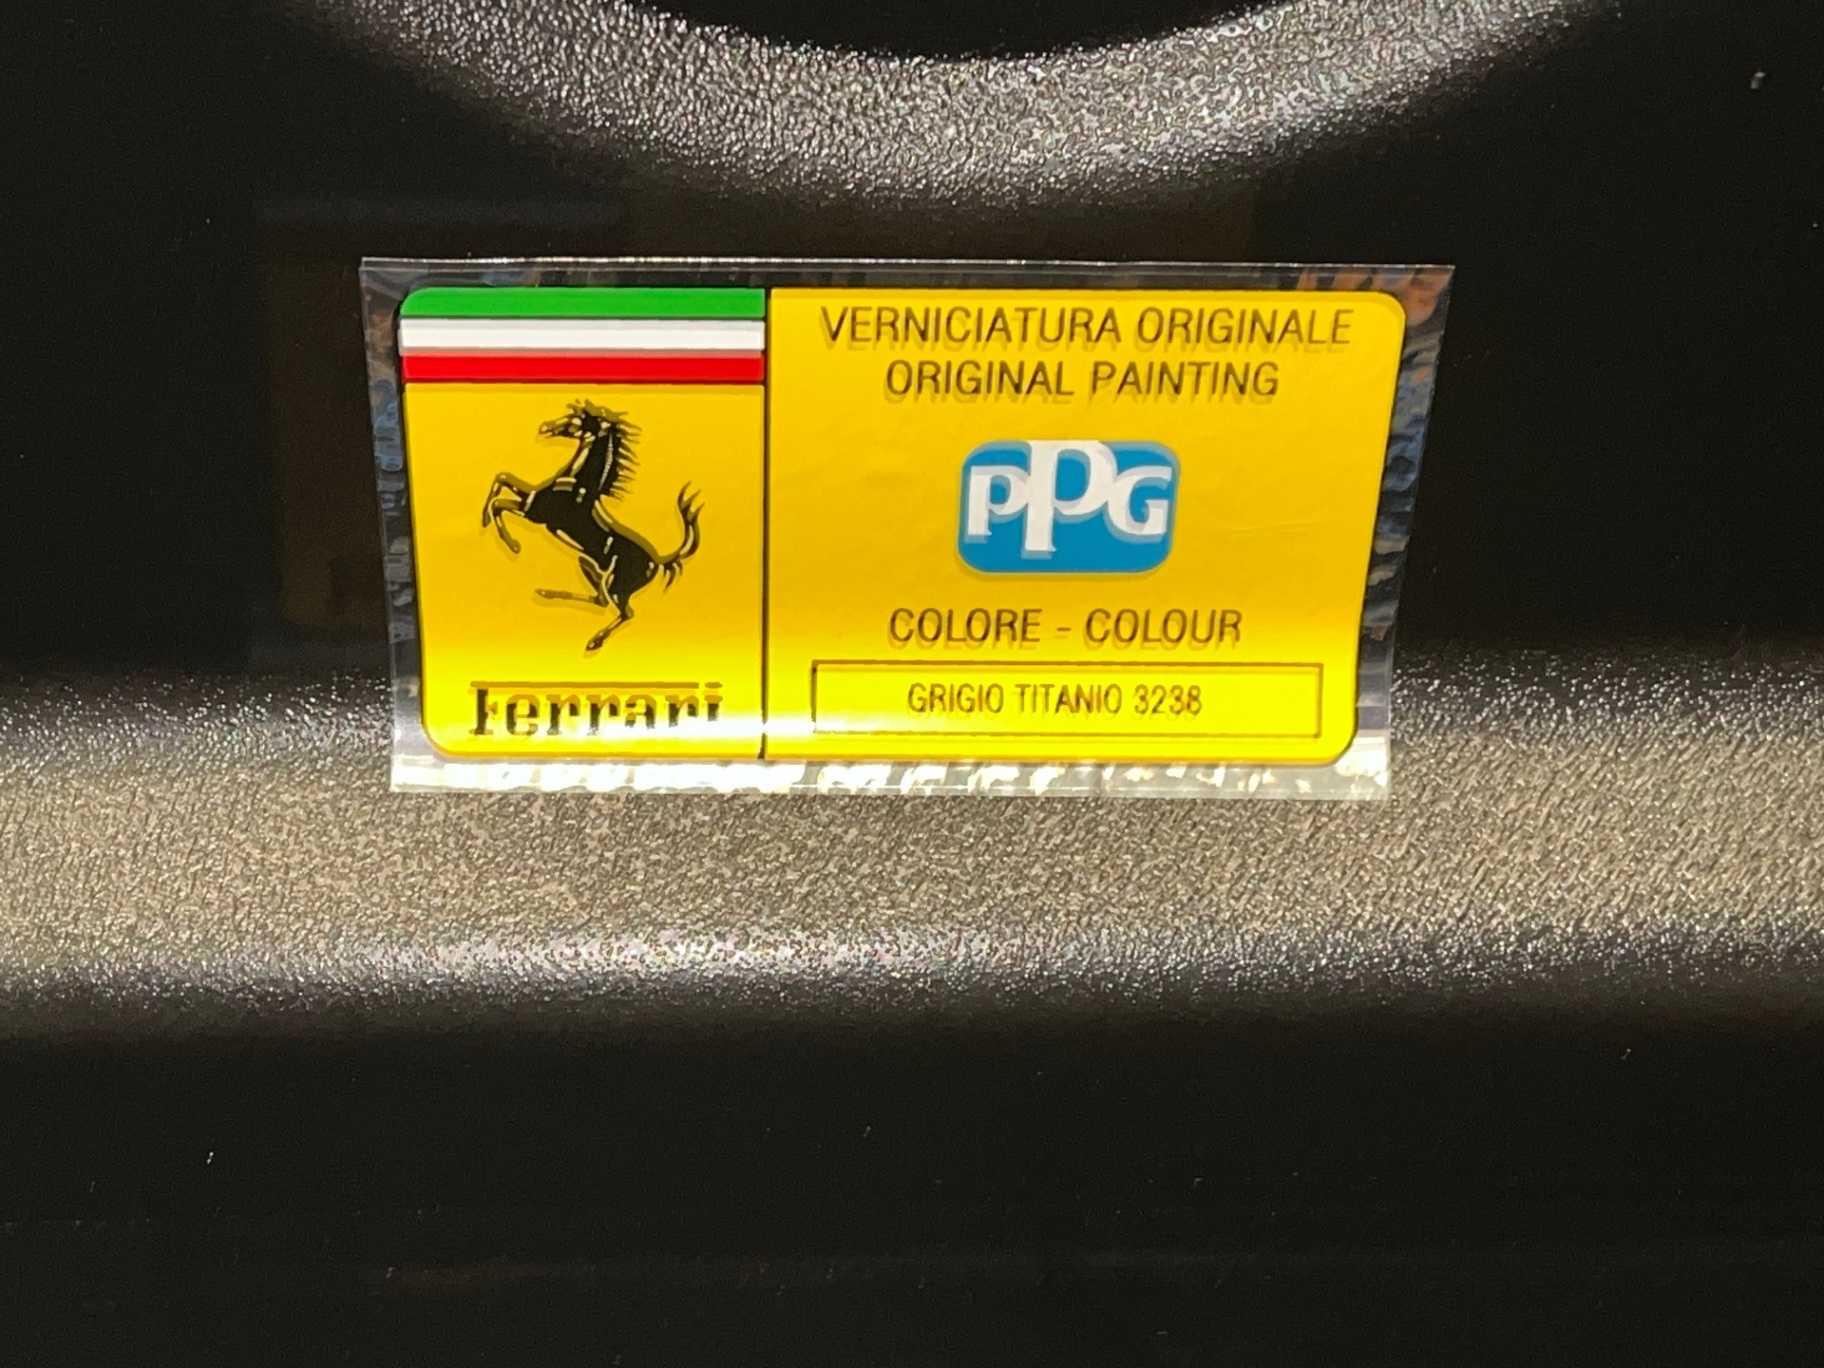 VERNICIATURA ORIGINALE
ORIGINAL PAINTING
PPG
COLORE - COLOUR
GRIGIO TITANIO 3238
Ferrari